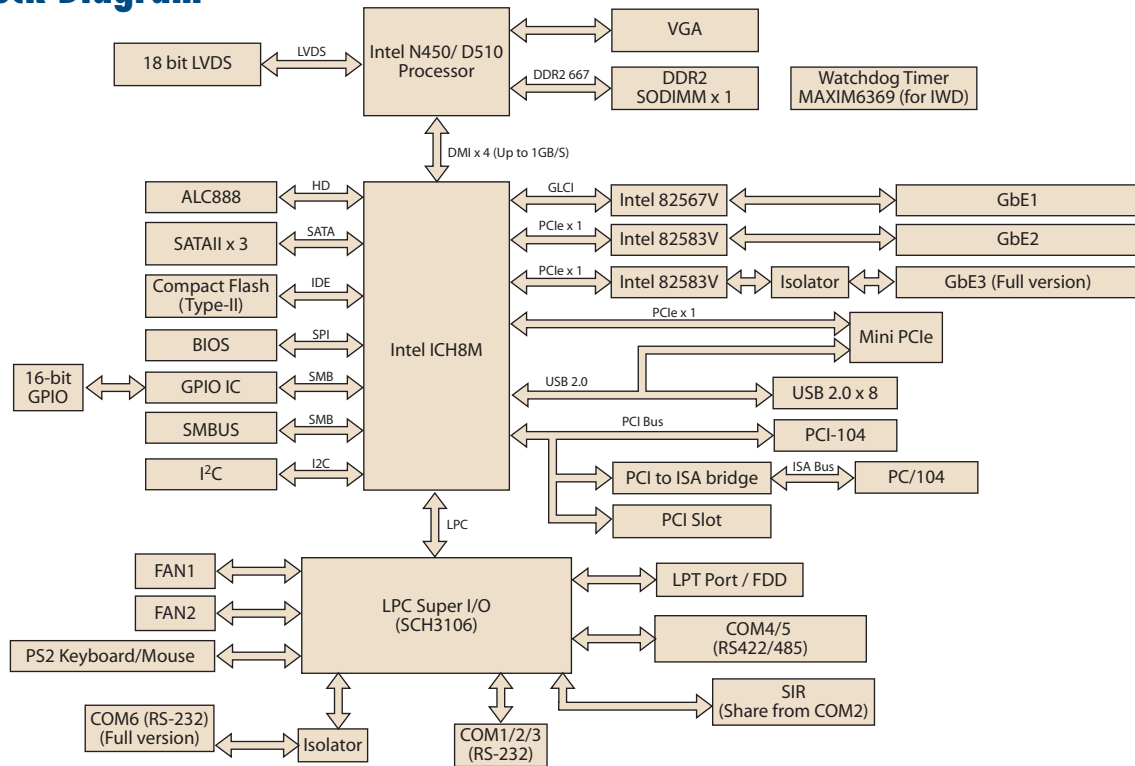 Diagram
VGA
18 bit LVDS
LVDS
Intel N450/ D510
Processor
DDR2 667
DDR2
SODIMM x 1
Watchdog Timer
MAXIM6369 (for IWD)
DMI x 4 (Up to 1GB/S)
ALC888
HD
Intel ICH8M
GLCI
Intel 82567V
GbE1
SATAII x 3
SATA
PCIe x 1
Intel 82583V
GbE2
Compact Flash
(Type-II)
IDE
PCIe x 1
Intel 82583V
Isolator
GbE3 (Full version)
BIOS
SPI
PCIe x 1
Mini PCIe
16-bit
GPIO
GPIO IC
SMB
USB 2.0
USB 2.0 x 8
SMBUS
SMB
PCI Bus
PCI-104
I²C
I2C
PCI to ISA bridge
ISA Bus
PC/104
PCI Slot
LPC
FAN1
LPC Super I/O
(SCH3106)
LPT Port / FDD
FAN2
COM4/5
(RS422/485)
PS2 Keyboard/Mouse
SIR
(Share from COM2)
COM6 (RS-232)
(Full version)
Isolator
COM1/2/3
(RS-232)